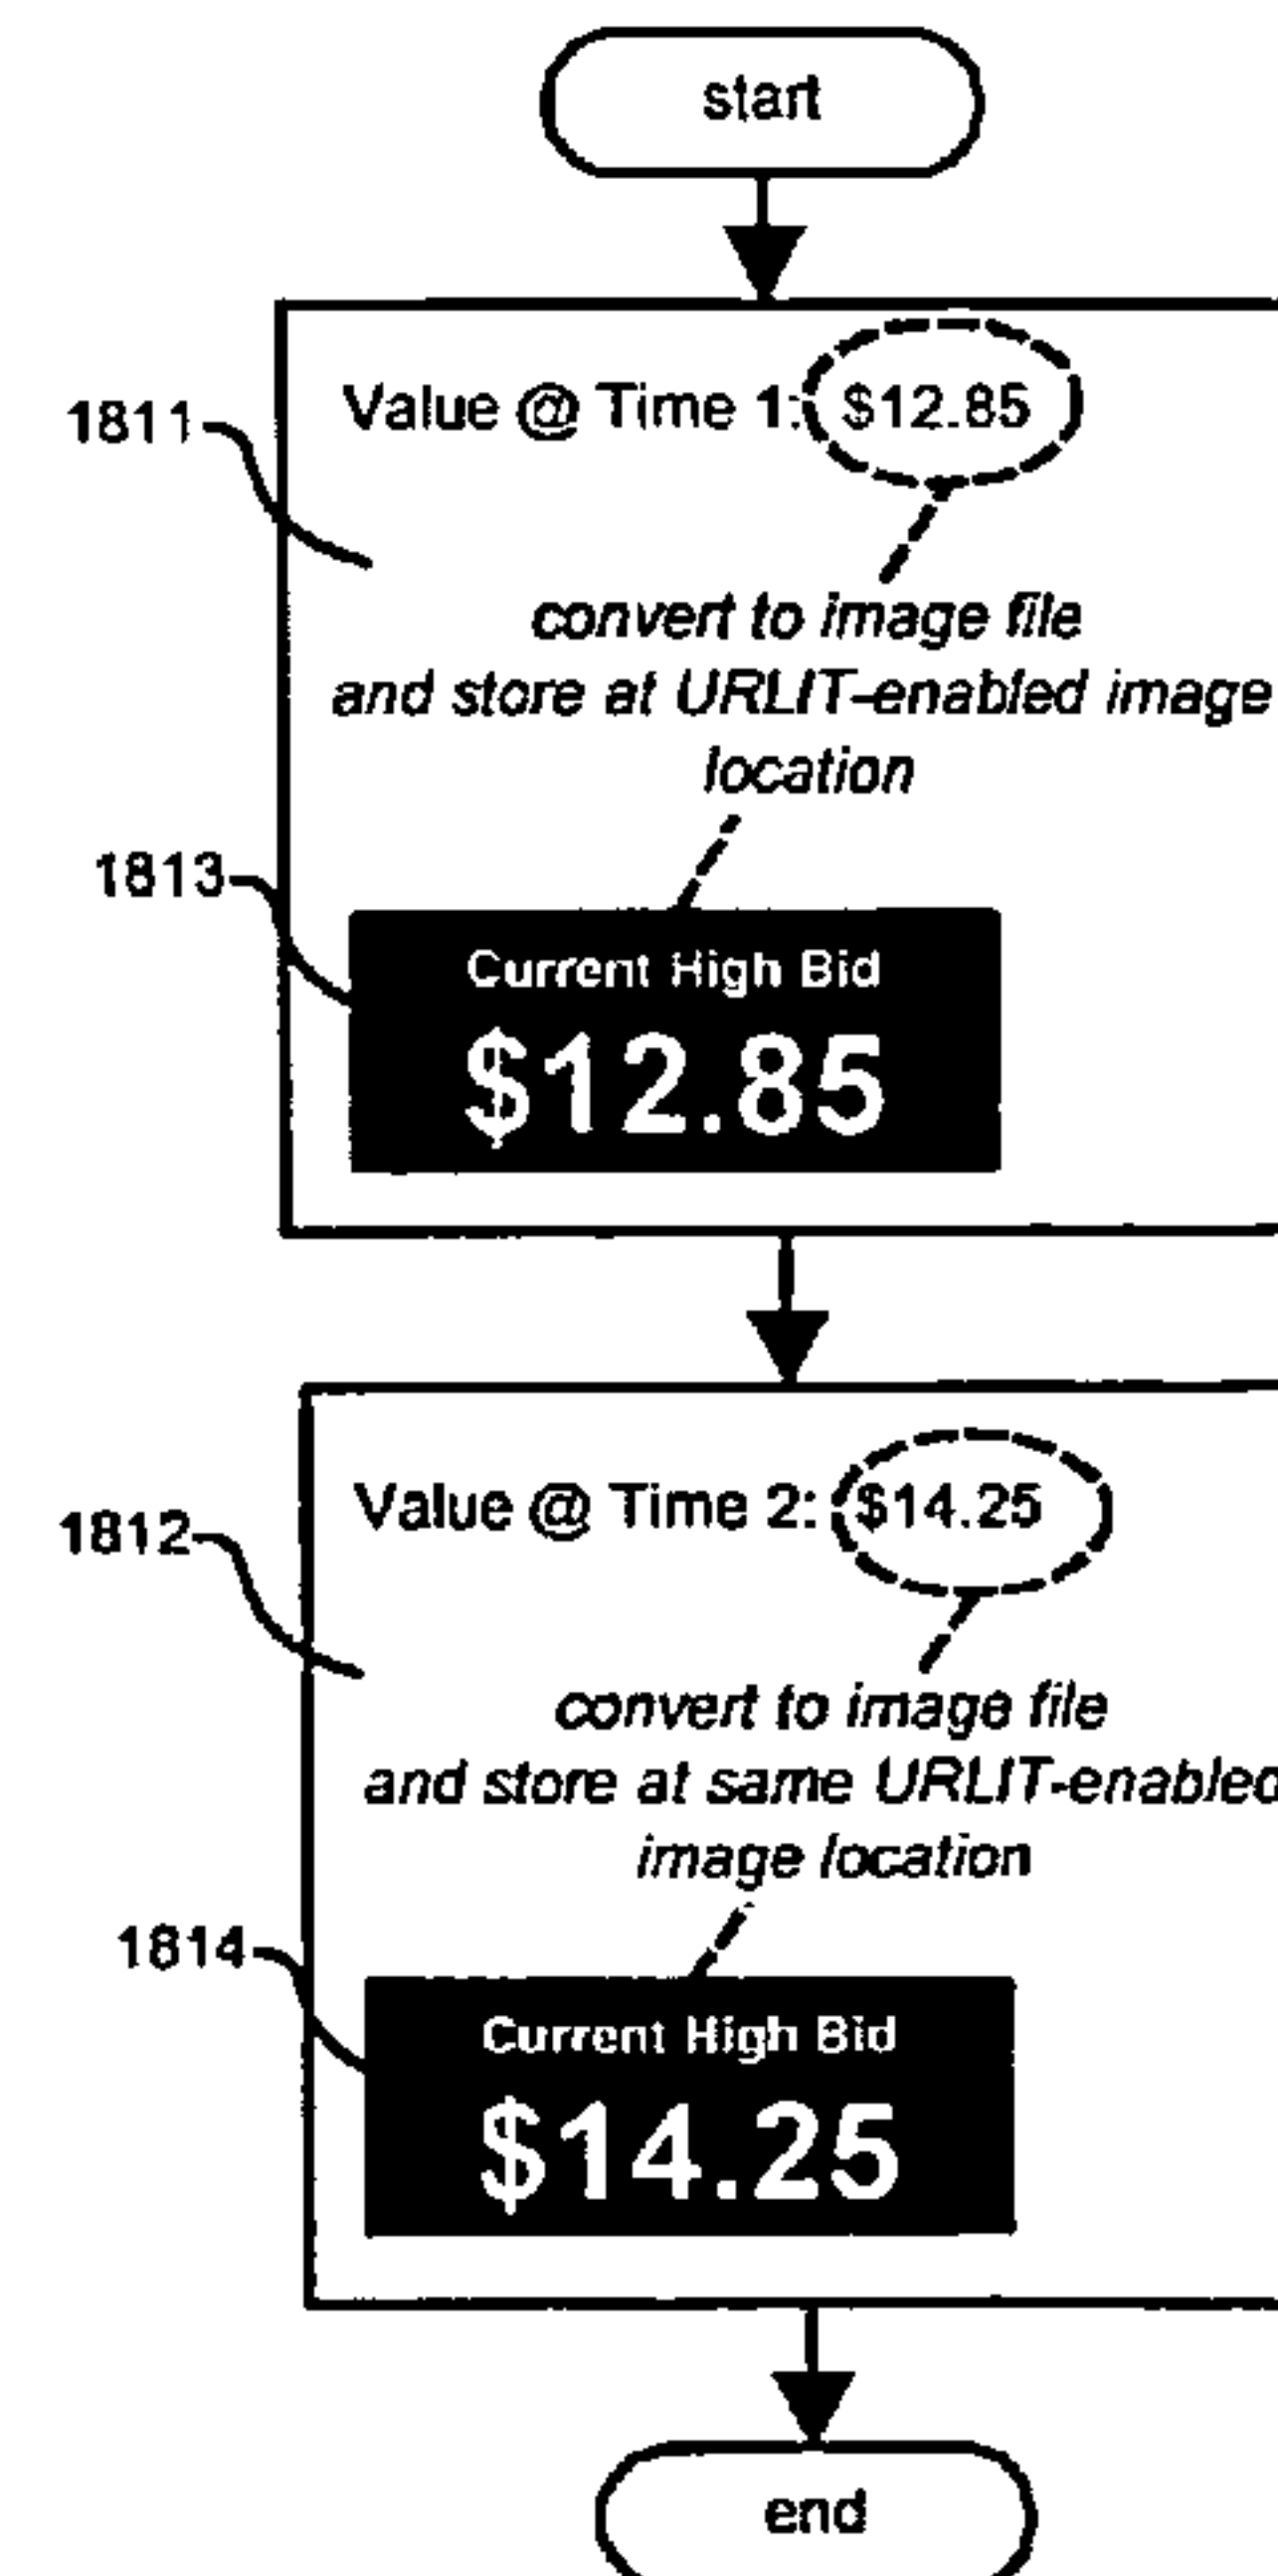 start
1811
Value @ Time 1: $12.85
convert to image file
and store at URLIT-enabled image
location
1813
Current High Bid
$12.85
1812
Value @ Time 2: $14.25
convert to image file
and store at same URLIT-enabled
image location
1814
Current High Bid
$14.25
end